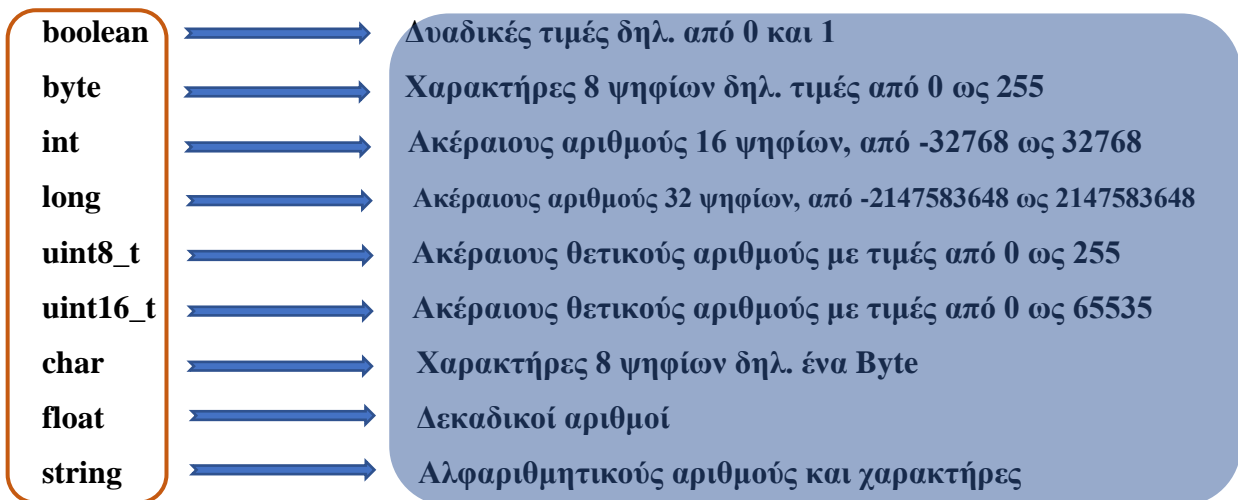 boolean Δυαδικές τιμές δηλ. από 0 και 1
byte Χαρακτήρες 8 ψηφίων δηλ. τιμές από 0 ως 255
int Ακέραιους αριθμούς 16 ψηφίων, από -32768 ως 32768
long Ακέραιους αριθμούς 32 ψηφίων, από -2147583648 ως 2147583648
uint8_t Ακέραιους θετικούς αριθμούς με τιμές από 0 ως 255
uint16_t Ακέραιους θετικούς αριθμούς με τιμές από 0 ως 65535
char Χαρακτήρες 8 ψηφίων δηλ. ένα Byte
float Δεκαδικοί αριθμοί
string Αλφαριθμητικούς αριθμούς και χαρακτήρες